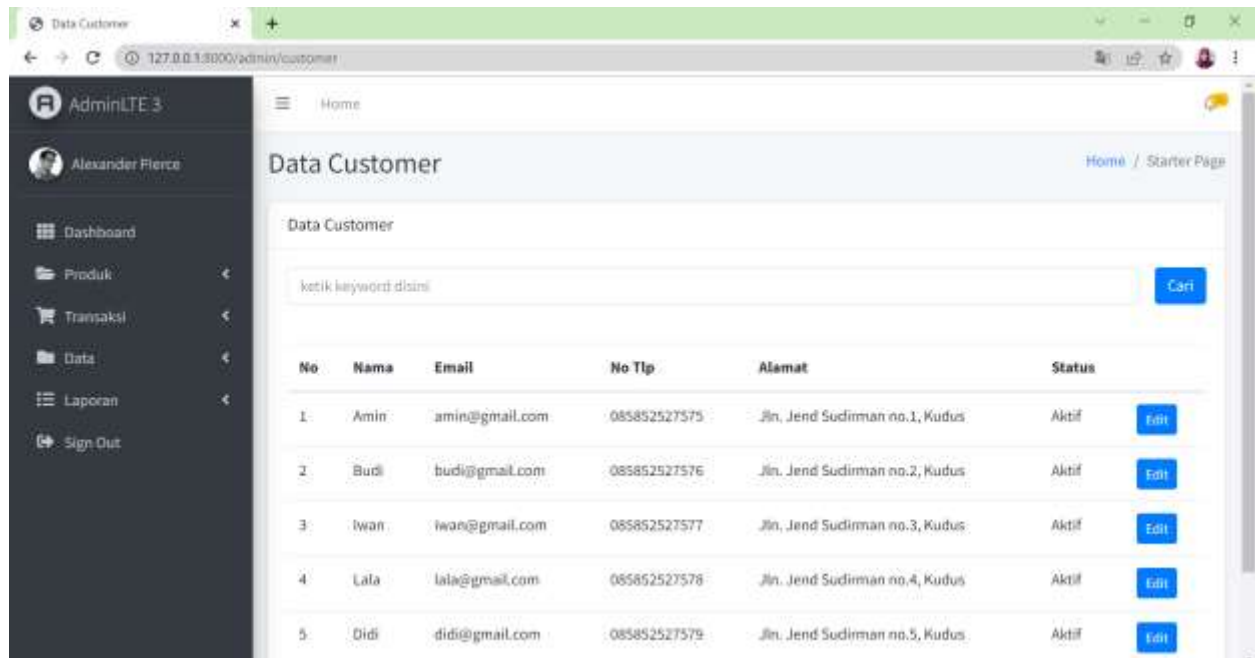 Data Customer
127.0.0.1:8000/admin/customer
AdminLTE 3
Home
Alexander Pierce
Data Customer
Home / Starter Page
Dashboard
Produk
Transaksi
Data
Laporan
Sign Out
Data Customer
ketik keyword disini
Cari
No Nama Email No Tlp Alamat Status
1 Amin amin@gmail.com 085852527575 Jln. Jend Sudirman no.1, Kudus Aktif Edit
2 Budi budi@gmail.com 085852527576 Jln. Jend Sudirman no.2, Kudus Aktif Edit
3 Iwan iwan@gmail.com 085852527577 Jln. Jend Sudirman no.3, Kudus Aktif Edit
4 Lala lala@gmail.com 085852527578 Jln. Jend Sudirman no.4, Kudus Aktif Edit
5 Didi didi@gmail.com 085852527579 Jln. Jend Sudirman no.5, Kudus Aktif Edit